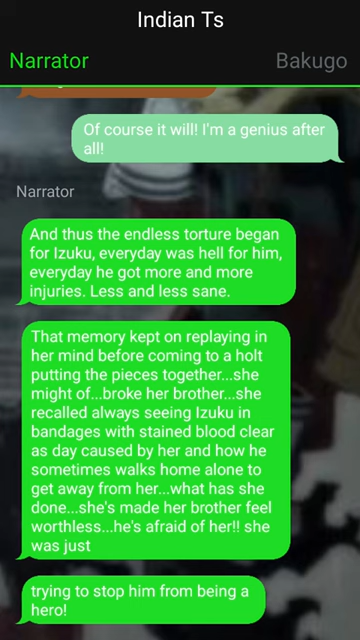 Indian Ts
Narrator Bakugo
Of course it will! I'm a genius after
all!
Narrator
And thus the endless torture began
for Izuku, everyday was hell for him,
everyday he got more and more
injuries. Less and less sane.
That memory kept on replaying in
her mind before coming to a holt
putting the pieces together...she
might of...broke her brother...she
recalled always seeing Izuku in
bandages with stained blood clear
as day caused by her and how he
sometimes walks home alone to
get away from her...what has she
done...she's made her brother feel
worthless...he's afraid of her!! she
was just
trying to stop him from being a
hero!